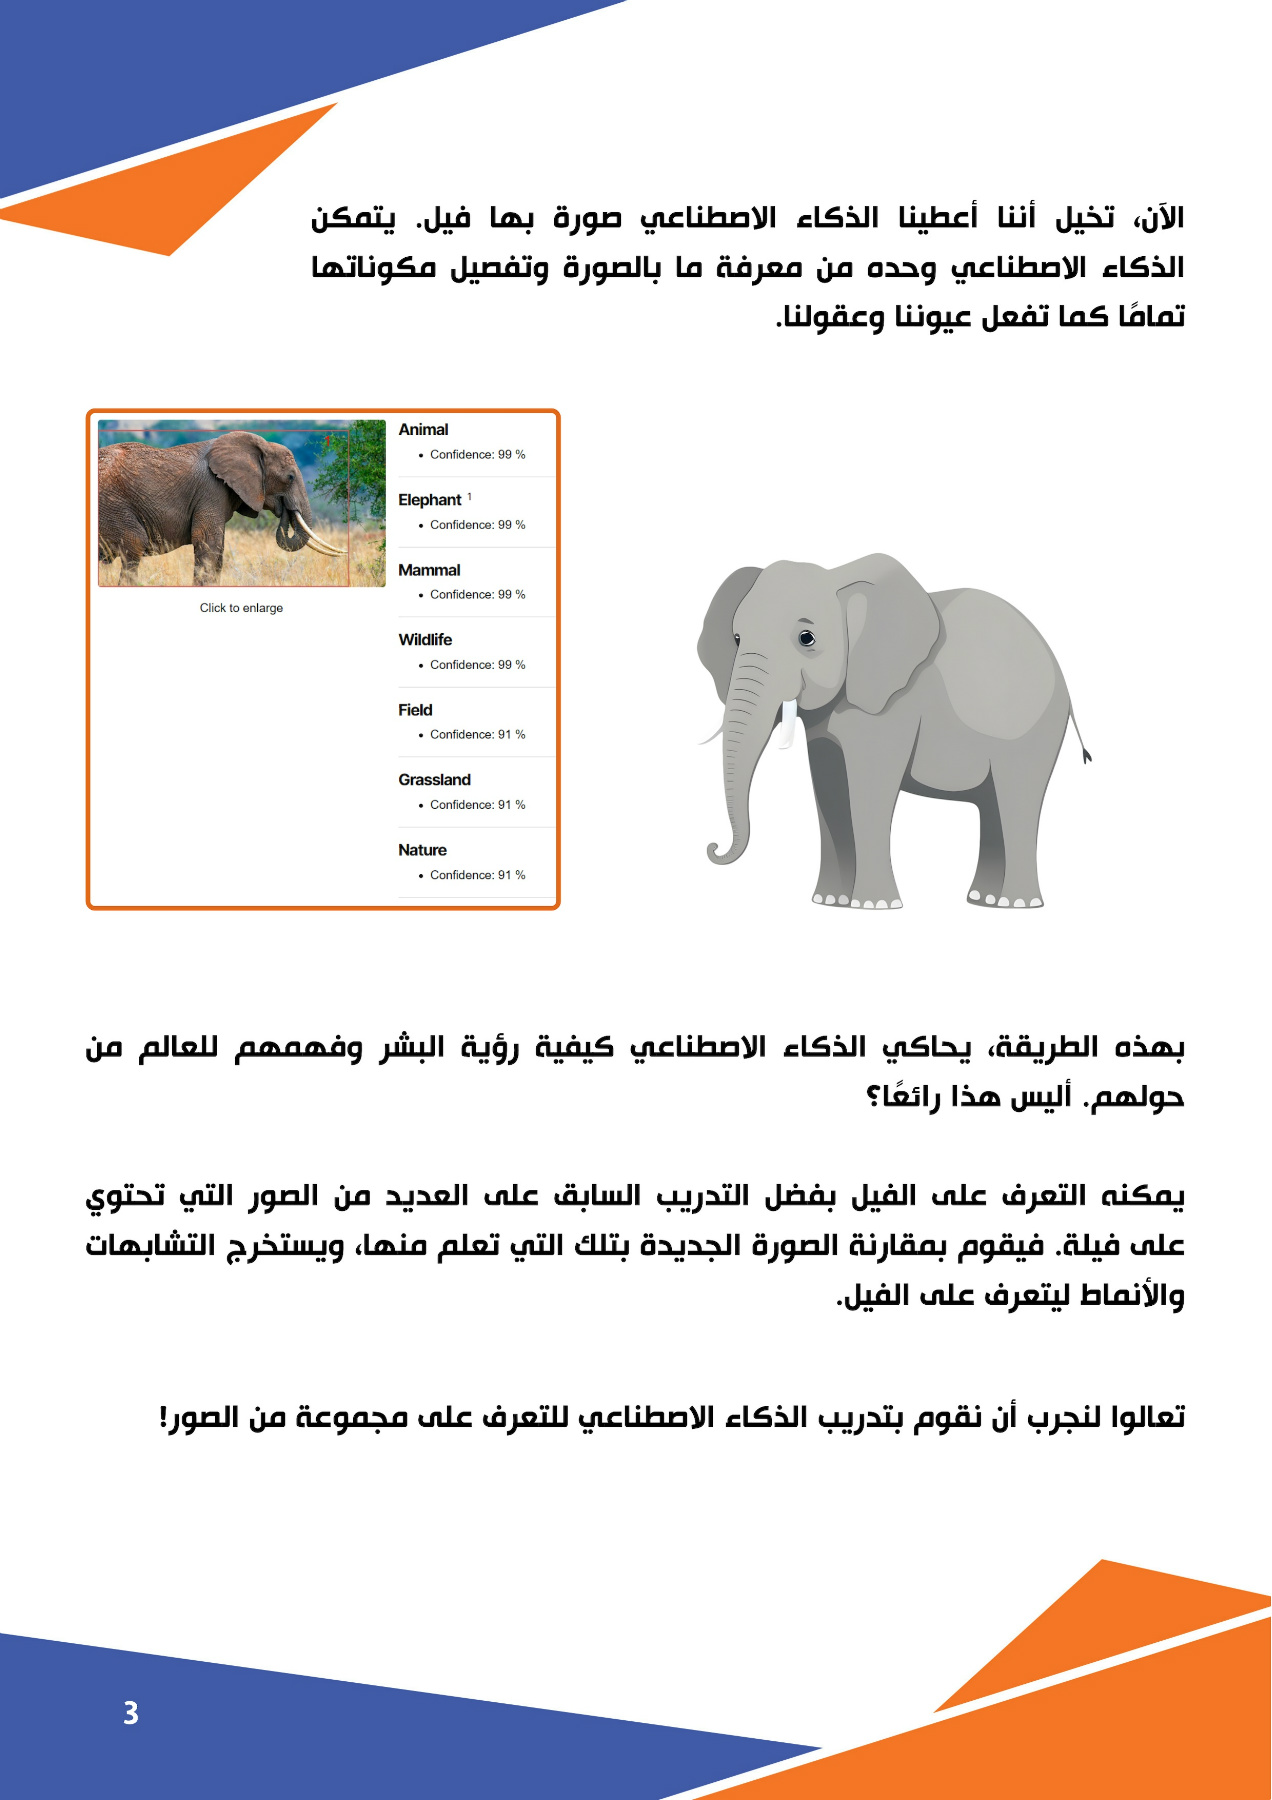 الآن، تخيل أننا أعطينا الذكاء الاصطناعي صورة بها فيل. يتمكن
الذكاء الاصطناعي وحده من معرفة ما بالصورة وتفصيل مكوناتها
تمامًا كما تفعل عيوننا وعقولنا.
1
Click to enlarge
Animal
• Confidence: 99 %
Elephant 1
• Confidence: 99 %
Mammal
• Confidence: 99 %
Wildlife
• Confidence: 99 %
Field
• Confidence: 91 %
Grassland
• Confidence: 91 %
Nature
• Confidence: 91 %
بهذه الطريقة، يحاكي الذكاء الاصطناعي كيفية رؤية البشر وفهمهم للعالم من
حولهم. أليس هذا رائعًا؟
يمكنه التعرف على الفيل بفضل التدريب السابق على العديد من الصور التي تحتوي
على فيلة. فيقوم بمقارنة الصورة الجديدة بتلك التي تعلم منها، ويستخرج التشابهات
والأنماط ليتعرف على الفيل.
تعالوا لنجرب أن نقوم بتدريب الذكاء الاصطناعي للتعرف على مجموعة من الصور!
3